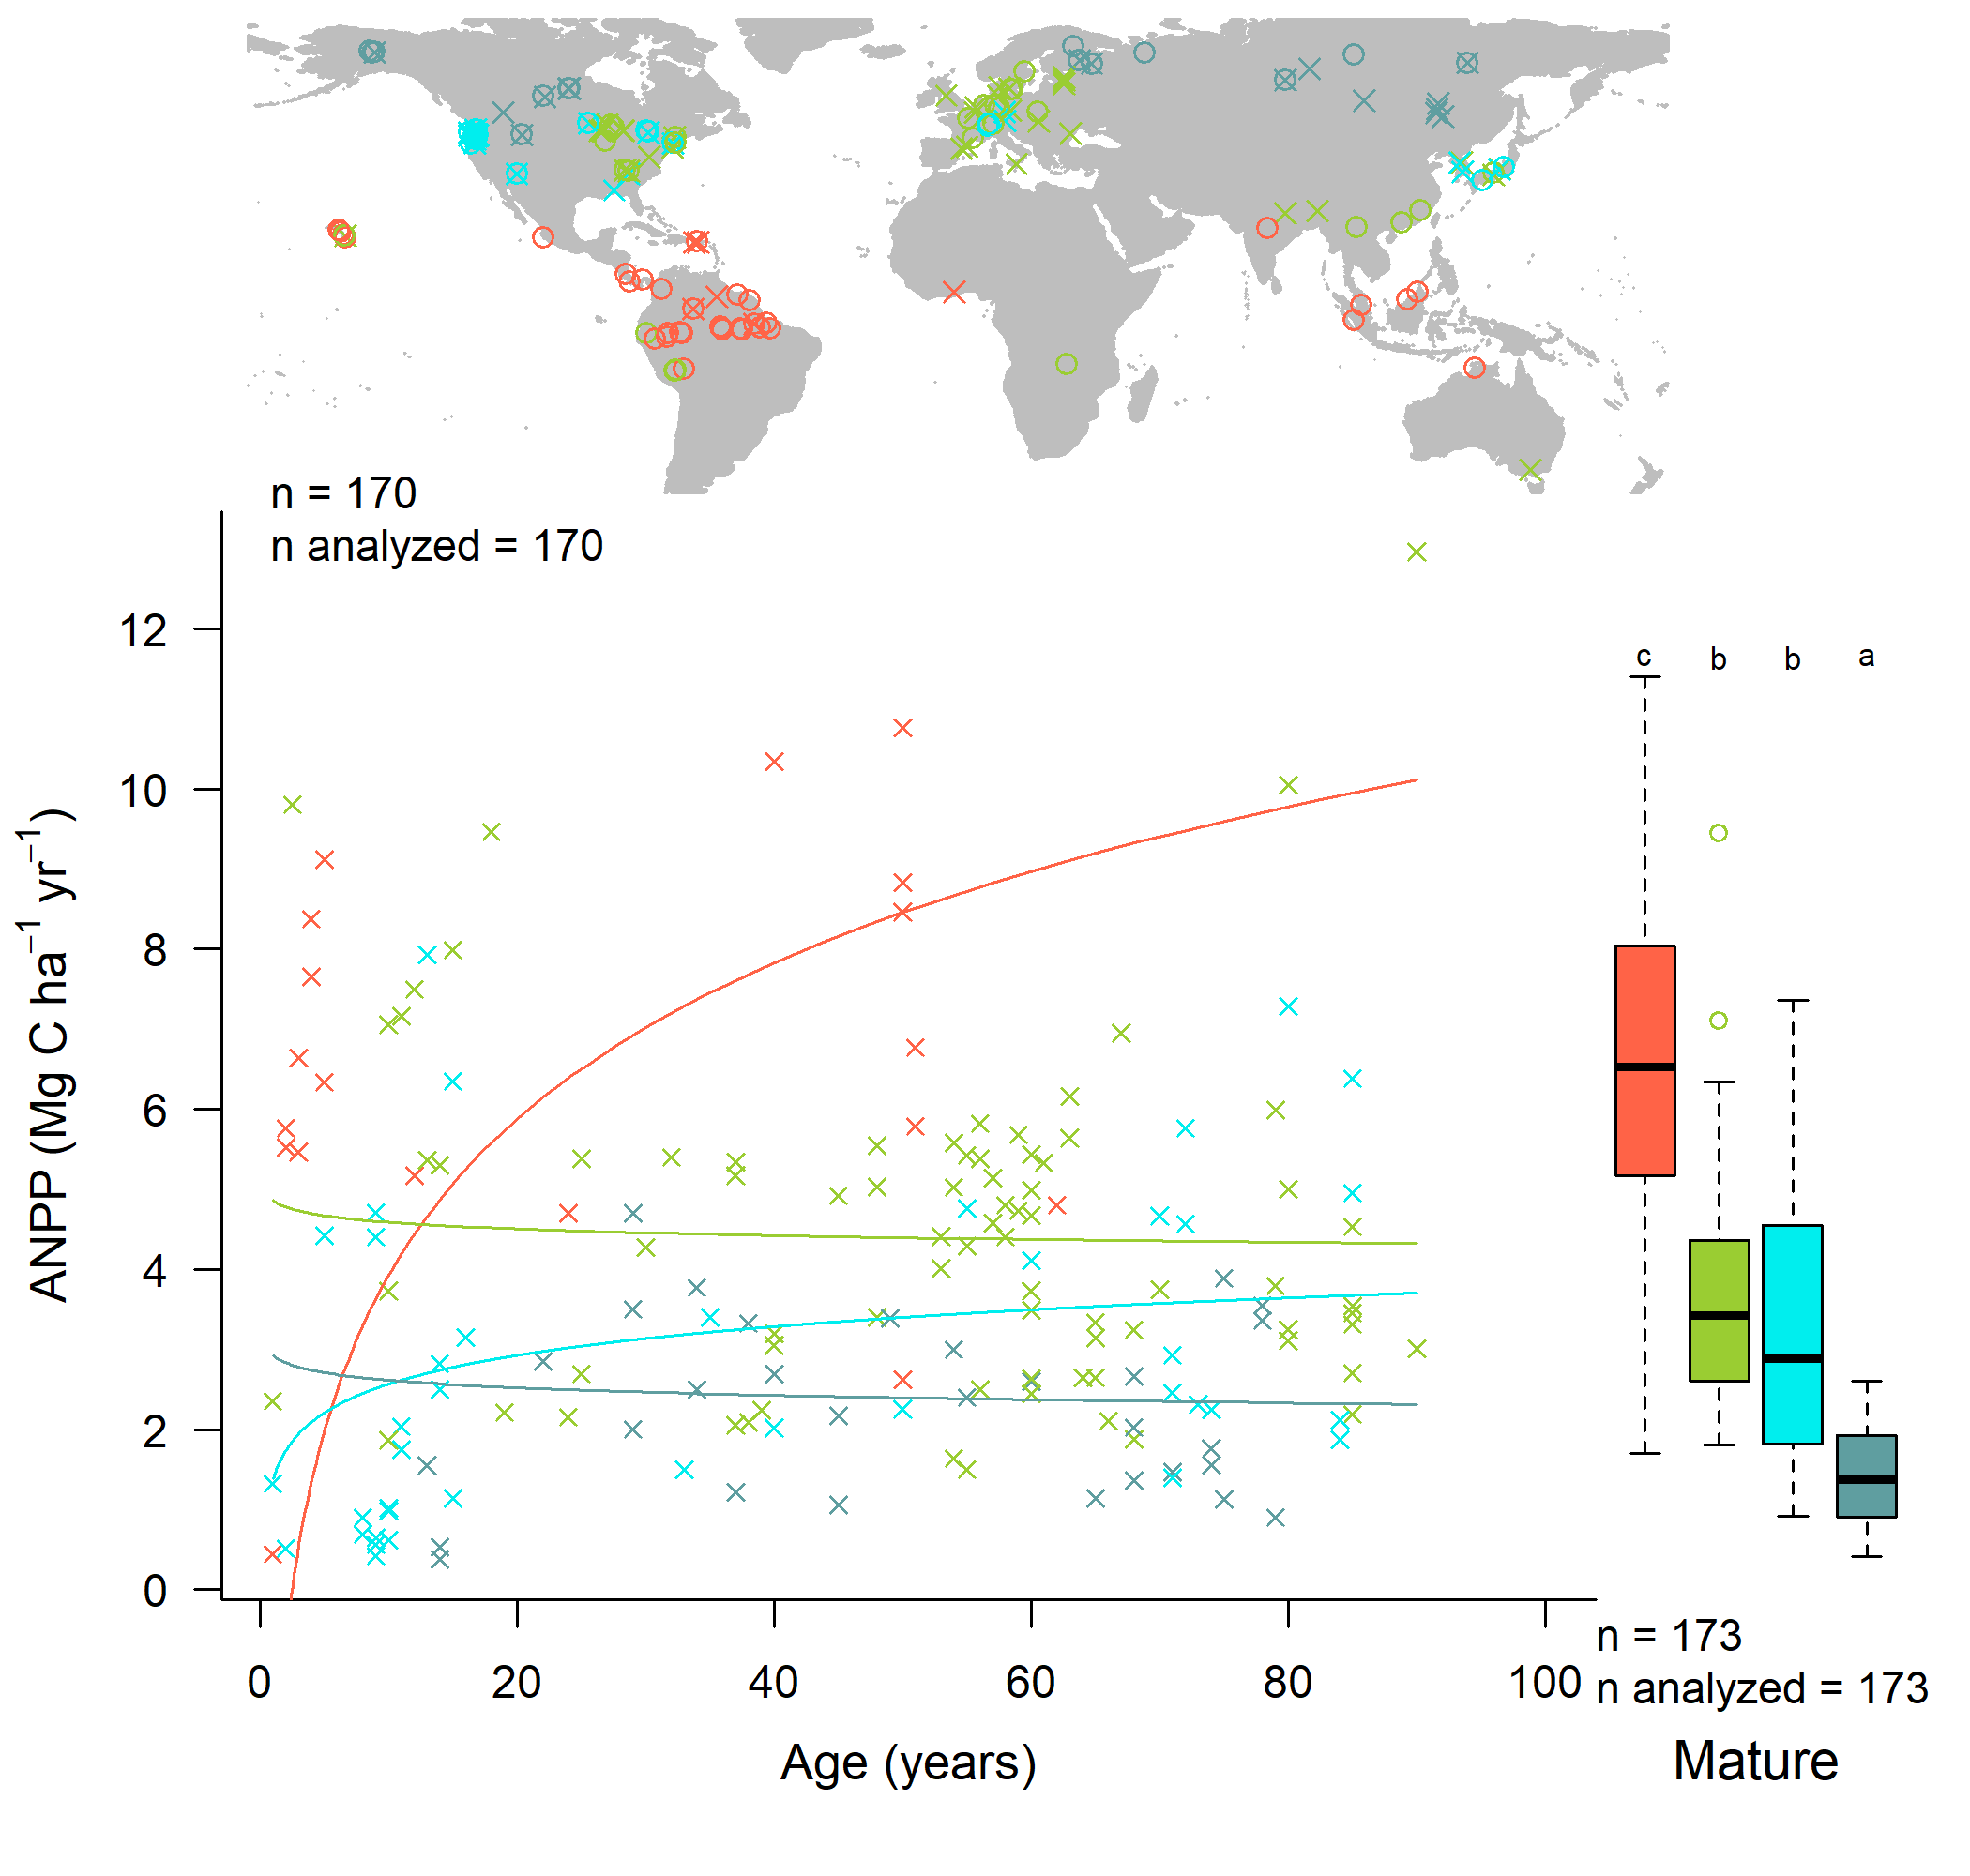 n = 170
n analyzed = 170
12
10
8
6
4
2
0
ANPP (Mg C ha⁻¹ yr⁻¹)
c b b a
0 20 40 60 80 100
n = 173
n analyzed = 173
Age (years)
Mature